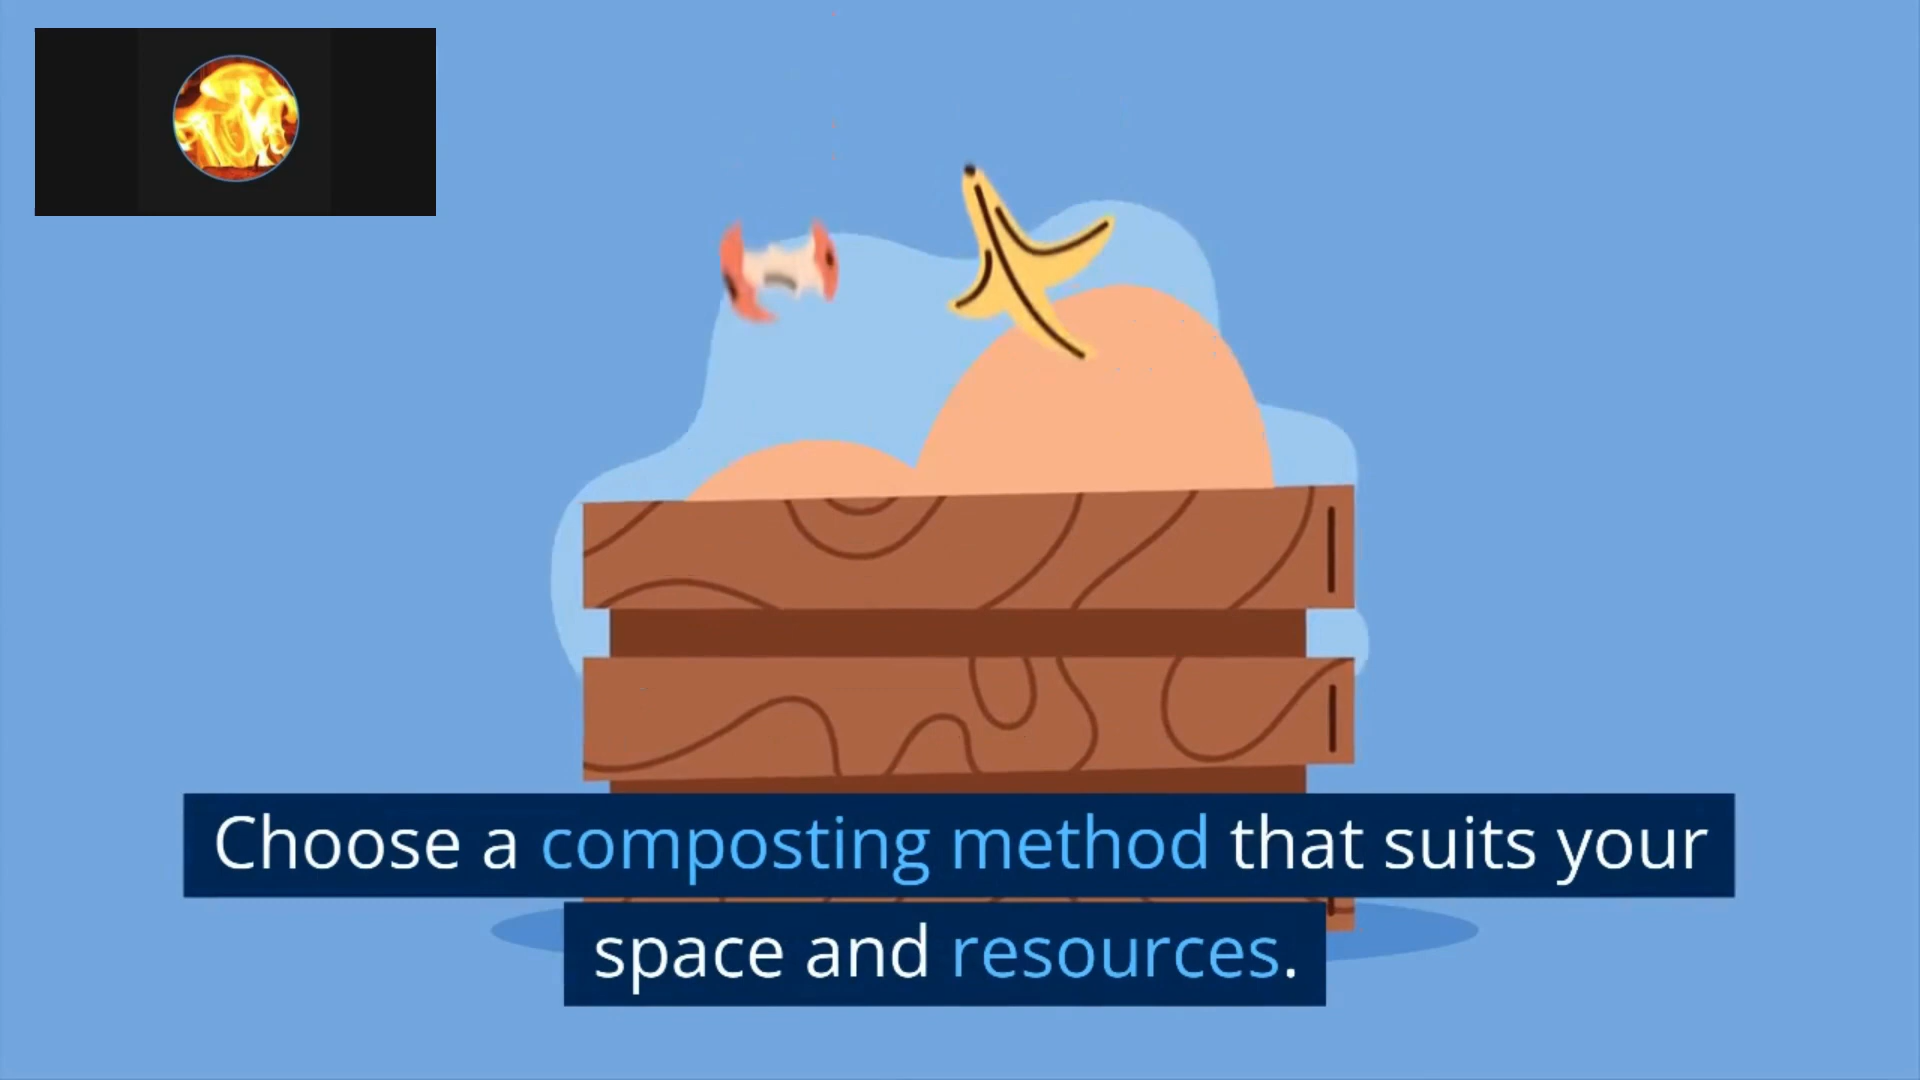 Choose a composting method that suits your
space and resources.